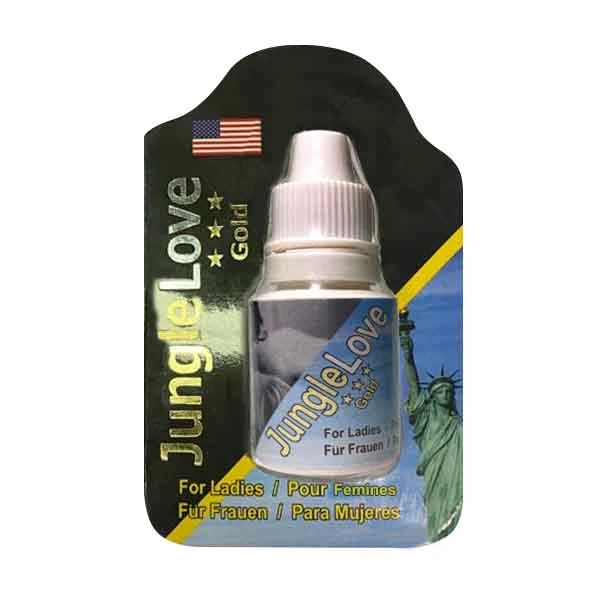 JungleLove
Gold
JungleLove
Gold
For Ladies
Für Frauen /
For Ladies / Pour Femines
Für Frauen / Para Mujeres